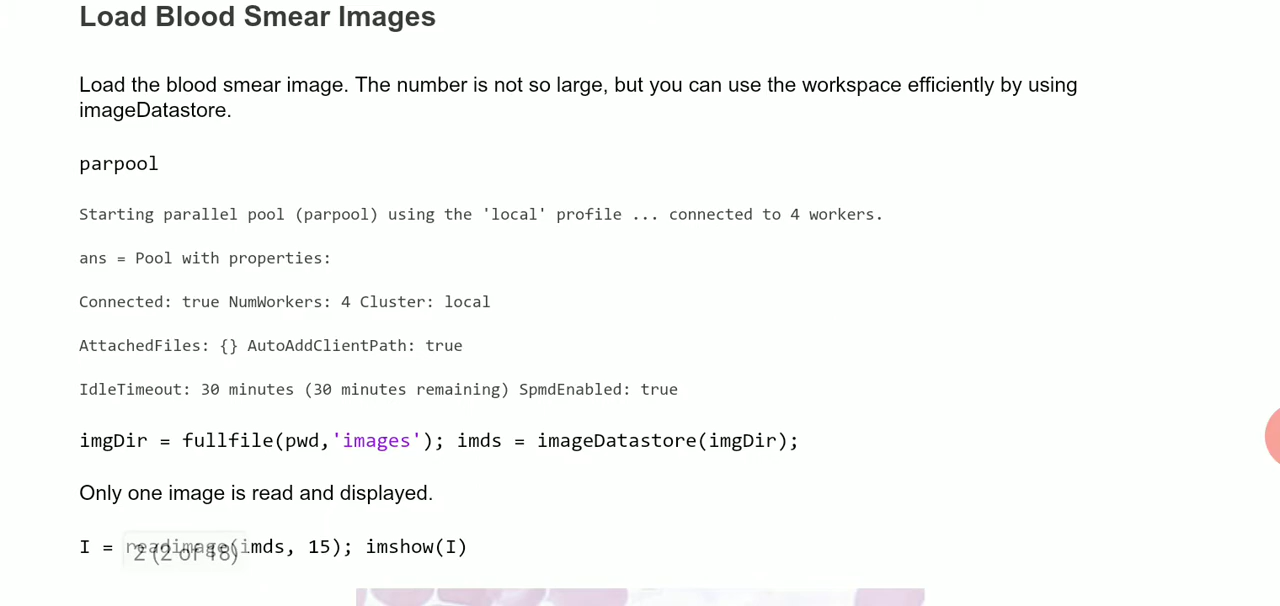 Load Blood Smear Images
Load the blood smear image. The number is not so large, but you can use the workspace efficiently by using
imageDatastore.
parpool
Starting parallel pool (parpool) using the 'local' profile ... connected to 4 workers.
ans = Pool with properties:
Connected: true NumWorkers: 4 Cluster: local
AttachedFiles: {} AutoAddClientPath: true
IdleTimeout: 30 minutes (30 minutes remaining) SpmdEnabled: true
imgDir = fullfile(pwd,'images'); imds = imageDatastore(imgDir);
Only one image is read and displayed.
I = readimage(imds, 15); imshow(I)
2 (2 of 18)